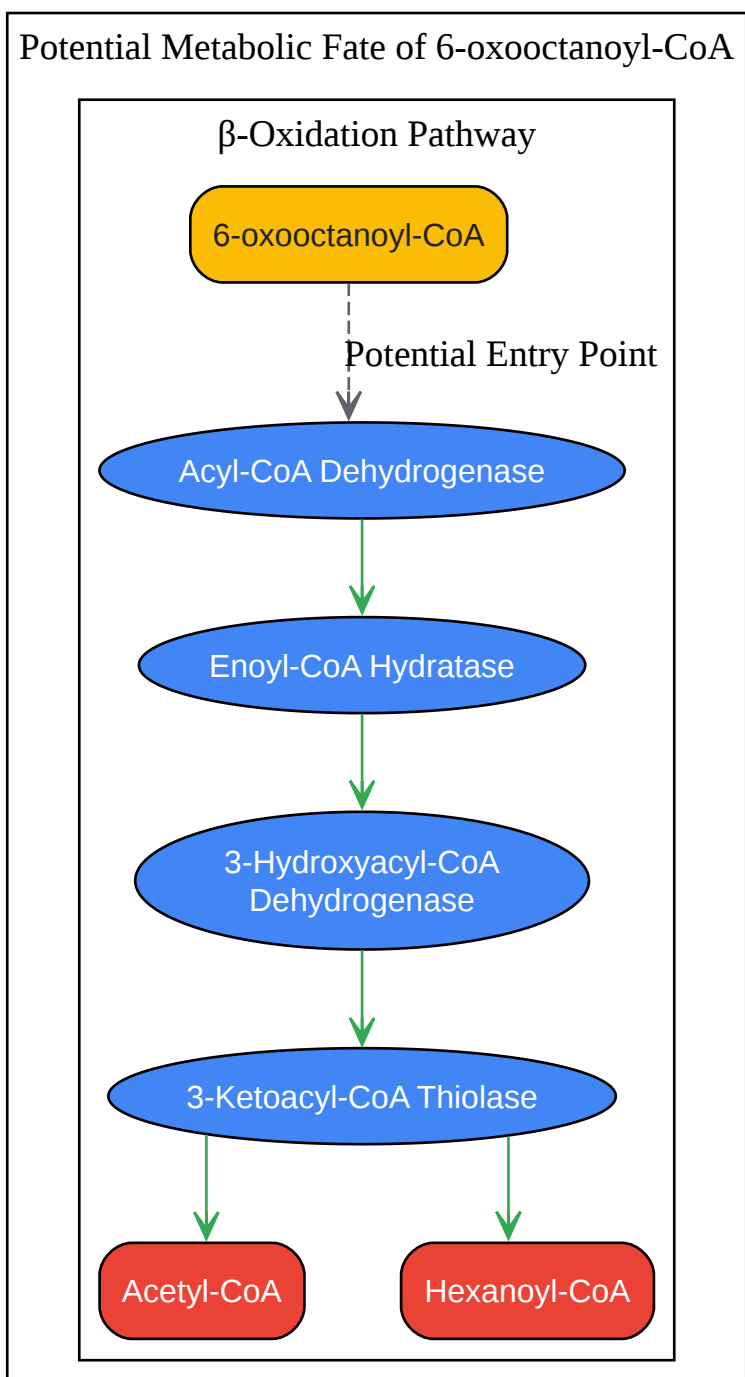 Potential Metabolic Fate of 6-oxooctanoyl-CoA
β-Oxidation Pathway
6-oxooctanoyl-CoA
Potential Entry Point
Acyl-CoA Dehydrogenase
Enoyl-CoA Hydratase
3-Hydroxyacyl-CoA
Dehydrogenase
3-Ketoacyl-CoA Thiolase
Acetyl-CoA
Hexanoyl-CoA